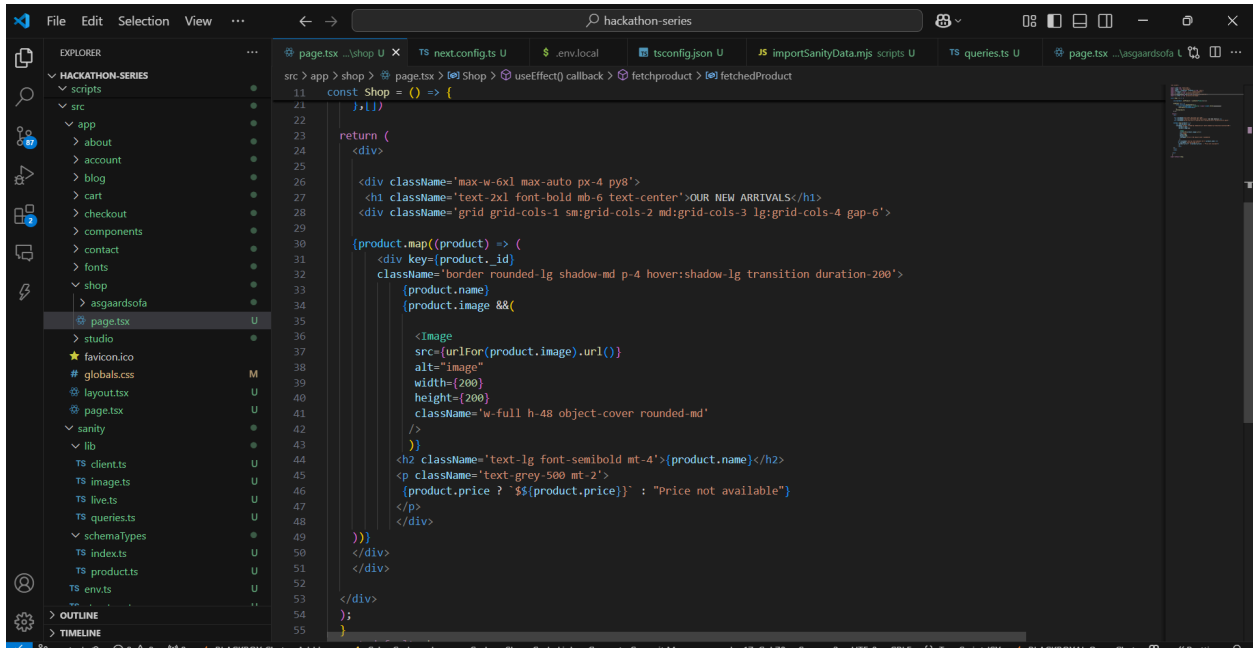 File Edit Selection View ··· hackathon-series
EXPLORER ···
HACKATHON-SERIES
scripts
src
app
about
account
blog
cart
checkout
components
contact
fonts
shop
asgaardsofa
page.tsx U
studio
favicon.ico
# globals.css M
layout.tsx U
page.tsx U
sanity
lib
TS client.ts U
TS image.ts U
TS live.ts U
TS queries.ts U
schemaTypes
TS index.ts U
TS product.ts U
TS env.ts U
OUTLINE
TIMELINE
87
2
page.tsx ...\shop U TS next.config.ts U $ .env.local tsconfig.json U JS importSanityData.mjs scripts U TS queries.ts U page.tsx ...\asgaardsofa U
src > app > shop > page.tsx > Shop > useEffect() callback > fetchproduct > fetchedProduct
11 const Shop = () => {
21 },[])
22
23 return (
24 <div>
25
26 <div className='max-w-6xl max-auto px-4 py8'>
27 <h1 className='text-2xl font-bold mb-6 text-center'>OUR NEW ARRIVALS</h1>
28 <div className='grid grid-cols-1 sm:grid-cols-2 md:grid-cols-3 lg:grid-cols-4 gap-6'>
29
30 {product.map((product) => (
31 <div key={product._id}
32 className='border rounded-lg shadow-md p-4 hover:shadow-lg transition duration-200'>
33 {product.name}
34 {product.image &&(
35
36 <Image
37 src={urlFor(product.image).url()}
38 alt="image"
39 width={200}
40 height={200}
41 className='w-full h-48 object-cover rounded-md'
42 />
43 )}
44 <h2 className='text-lg font-semibold mt-4'>{product.name}</h2>
45 <p className='text-grey-500 mt-2'>
46 {product.price ? `$${product.price}}` : "Price not available"}
47 </p>
48 </div>
49 ))}
50 </div>
51 </div>
52
53 </div>
54 );
55 }